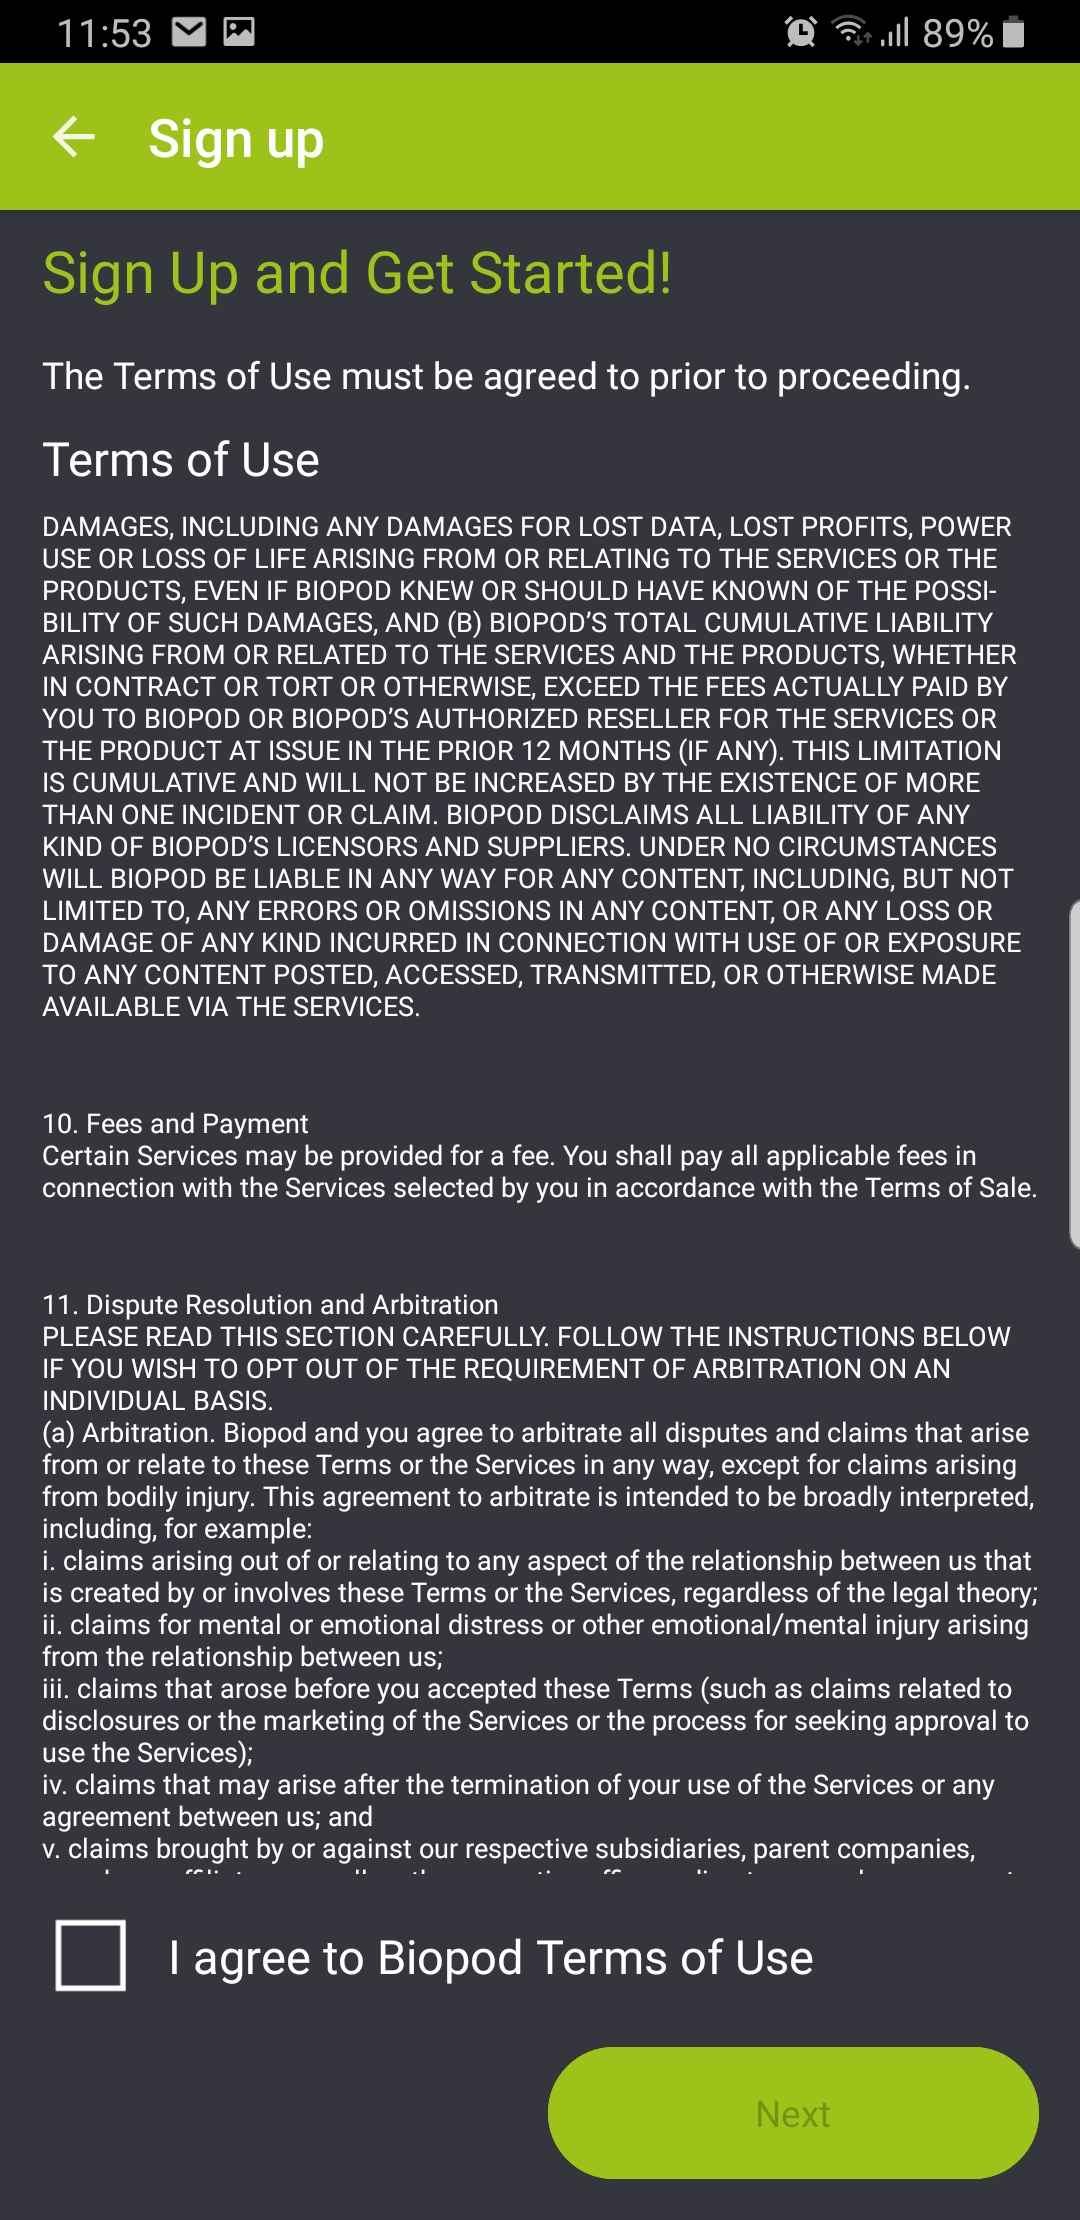 11:53
89%
Sign up
Sign Up and Get Started!
The Terms of Use must be agreed to prior to proceeding.
Terms of Use
DAMAGES, INCLUDING ANY DAMAGES FOR LOST DATA, LOST PROFITS, POWER
USE OR LOSS OF LIFE ARISING FROM OR RELATING TO THE SERVICES OR THE
PRODUCTS, EVEN IF BIOPOD KNEW OR SHOULD HAVE KNOWN OF THE POSSI-
BILITY OF SUCH DAMAGES, AND (B) BIOPOD’S TOTAL CUMULATIVE LIABILITY
ARISING FROM OR RELATED TO THE SERVICES AND THE PRODUCTS, WHETHER
IN CONTRACT OR TORT OR OTHERWISE, EXCEED THE FEES ACTUALLY PAID BY
YOU TO BIOPOD OR BIOPOD’S AUTHORIZED RESELLER FOR THE SERVICES OR
THE PRODUCT AT ISSUE IN THE PRIOR 12 MONTHS (IF ANY). THIS LIMITATION
IS CUMULATIVE AND WILL NOT BE INCREASED BY THE EXISTENCE OF MORE
THAN ONE INCIDENT OR CLAIM. BIOPOD DISCLAIMS ALL LIABILITY OF ANY
KIND OF BIOPOD’S LICENSORS AND SUPPLIERS. UNDER NO CIRCUMSTANCES
WILL BIOPOD BE LIABLE IN ANY WAY FOR ANY CONTENT, INCLUDING, BUT NOT
LIMITED TO, ANY ERRORS OR OMISSIONS IN ANY CONTENT, OR ANY LOSS OR
DAMAGE OF ANY KIND INCURRED IN CONNECTION WITH USE OF OR EXPOSURE
TO ANY CONTENT POSTED, ACCESSED, TRANSMITTED, OR OTHERWISE MADE
AVAILABLE VIA THE SERVICES.
10. Fees and Payment
Certain Services may be provided for a fee. You shall pay all applicable fees in
connection with the Services selected by you in accordance with the Terms of Sale.
11. Dispute Resolution and Arbitration
PLEASE READ THIS SECTION CAREFULLY. FOLLOW THE INSTRUCTIONS BELOW
IF YOU WISH TO OPT OUT OF THE REQUIREMENT OF ARBITRATION ON AN
INDIVIDUAL BASIS.
(a) Arbitration. Biopod and you agree to arbitrate all disputes and claims that arise
from or relate to these Terms or the Services in any way, except for claims arising
from bodily injury. This agreement to arbitrate is intended to be broadly interpreted,
including, for example:
i. claims arising out of or relating to any aspect of the relationship between us that
is created by or involves these Terms or the Services, regardless of the legal theory;
ii. claims for mental or emotional distress or other emotional/mental injury arising
from the relationship between us;
iii. claims that arose before you accepted these Terms (such as claims related to
disclosures or the marketing of the Services or the process for seeking approval to
use the Services);
iv. claims that may arise after the termination of your use of the Services or any
agreement between us; and
v. claims brought by or against our respective subsidiaries, parent companies,
I agree to Biopod Terms of Use
Next